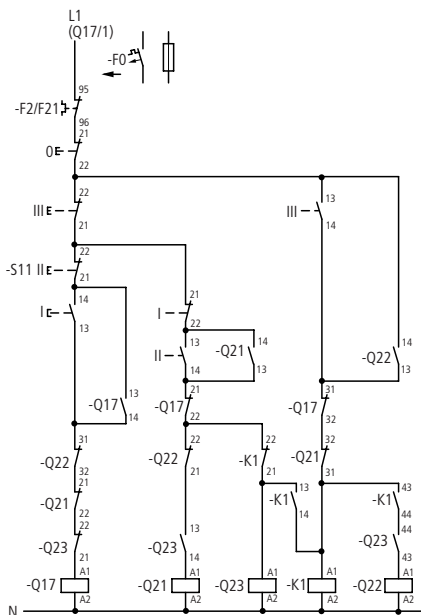 L1
(Q17/1)
-F0
95
-F2/F21
96
21
0
22
22
III
21
13
III
14
22
-S11 II
21
14
I
13
21
I
22
13
II
14
14
-Q21
13
14
-Q22
13
13
-Q17
14
21
-Q17
22
31
-Q17
32
31
-Q22
32
22
-Q22
21
22
-K1
21
32
-Q21
31
21
-Q21
22
13
-K1
14
43
-K1
44
22
-Q23
21
13
-Q23
14
44
-Q23
43
A1
-Q17
A2
A1
-Q21
A2
A1
-Q23
A2
A1
-K1
A2
A1
-Q22
A2
N